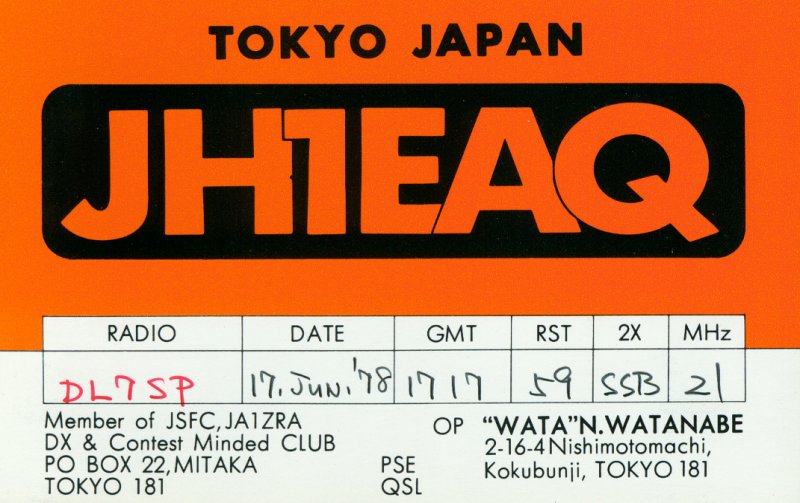 TOKYO JAPAN
JH1EAQ
RADIO DATE GMT RST 2X MHz
DL7SP 17. JUN. '78 1717 59 SSB 21
Member of JSFC, JA1ZRA
DX & Contest Minded CLUB
PO BOX 22, MITAKA
TOKYO 181
PSE
QSL
OP "WATA"N.WATANABE
2-16-4 Nishimotomachi,
Kokubunji, TOKYO 181